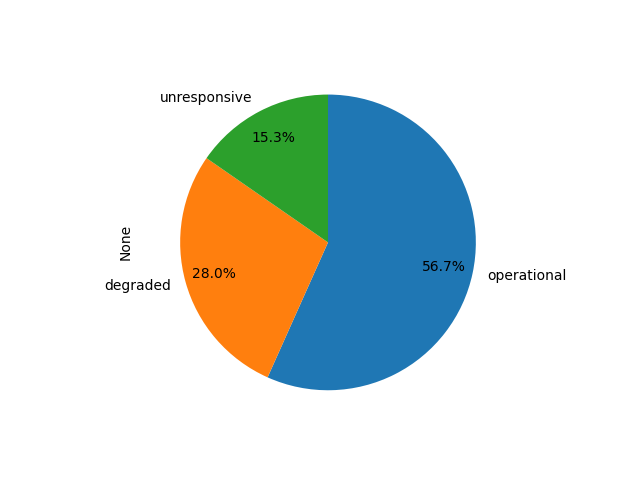 unresponsive
15.3%
None
56.7%
28.0%
operational
degraded